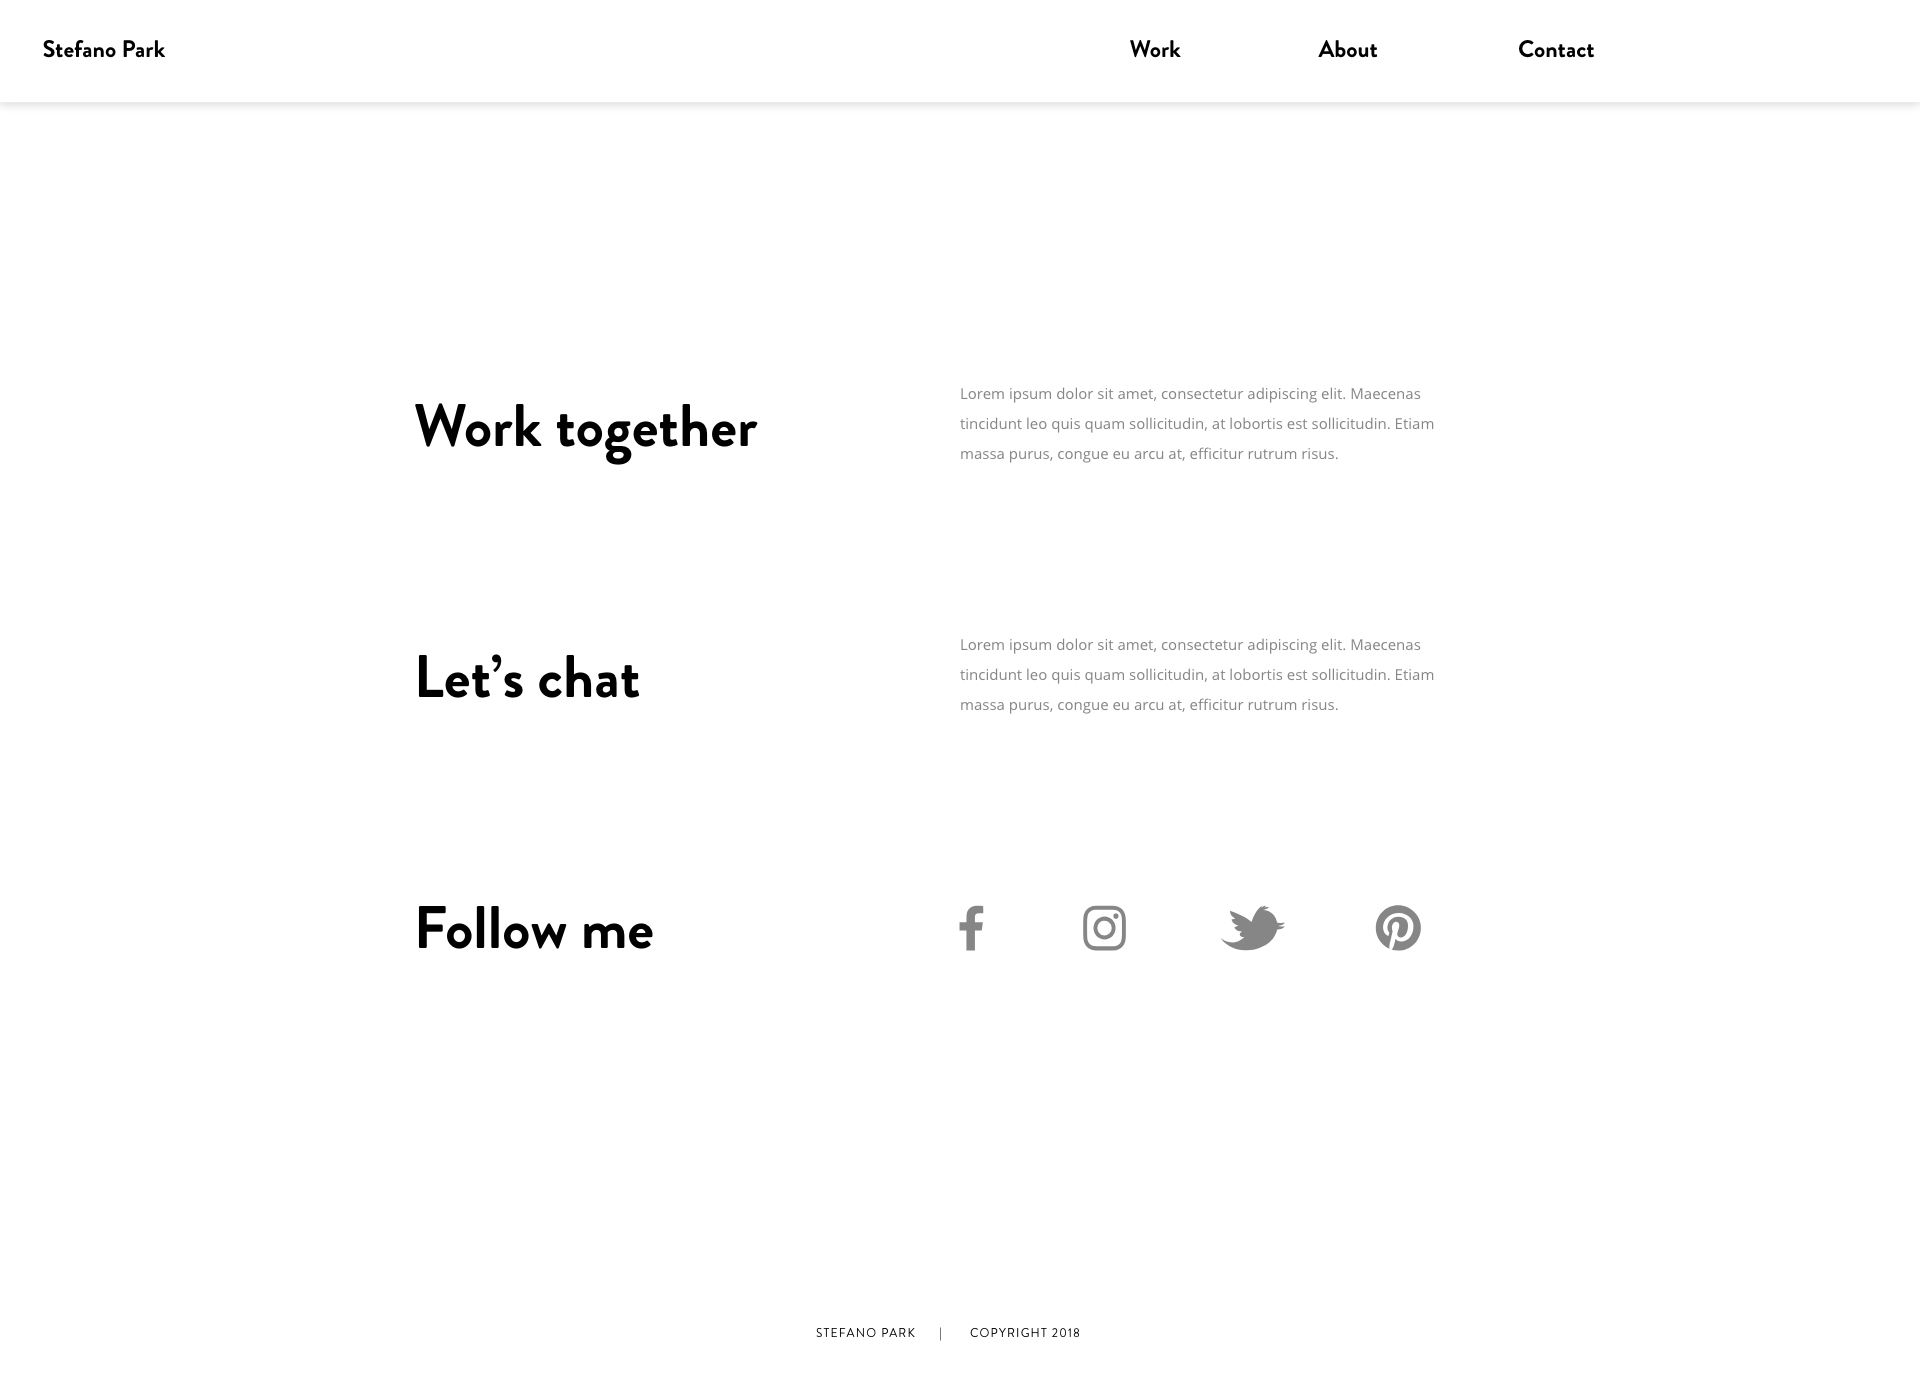 Stefano Park
Work
About
Contact
Work together
Lorem ipsum dolor sit amet, consectetur adipiscing elit. Maecenas
tincidunt leo quis quam sollicitudin, at lobortis est sollicitudin. Etiam
massa purus, congue eu arcu at, efficitur rutrum risus.
Let’s chat
Lorem ipsum dolor sit amet, consectetur adipiscing elit. Maecenas
tincidunt leo quis quam sollicitudin, at lobortis est sollicitudin. Etiam
massa purus, congue eu arcu at, efficitur rutrum risus.
Follow me
STEFANO PARK | COPYRIGHT 2018